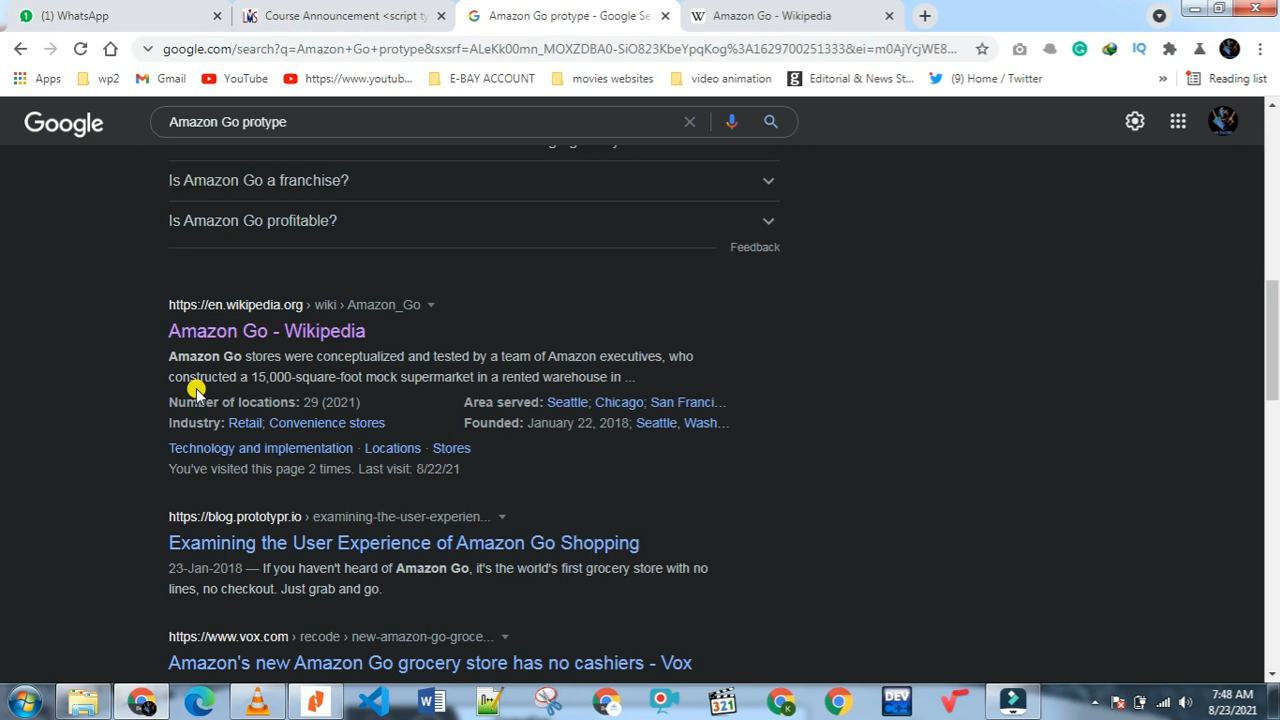 (1) WhatsApp
Course Announcement <script ty
Amazon Go protype - Google Se
Amazon Go - Wikipedia
google.com/search?q=Amazon+Go+protype&sxsrf=
Apps
wp2
Gmail
YouTube
https://www.youtub...
E-BAY ACCOUNT
movies websites
video animation
Editorial & News St...
(9) Home / Twitter
»
Reading list
Google
Amazon Go protype
Is Amazon Go a franchise?
Is Amazon Go profitable?
Feedback
https://en.wikipedia.org › wiki › Amazon_Go
Amazon Go - Wikipedia
Amazon Go stores were conceptualized and tested by a team of Amazon executives, who
constructed a 15,000-square-foot mock supermarket in a rented warehouse in ...
Number of locations: 29 (2021)
Area served: Seattle; Chicago; San Franci...
Industry: Retail; Convenience stores
Founded: January 22, 2018; Seattle, Wash...
Technology and implementation · Locations · Stores
You've visited this page 2 times. Last visit: 8/22/21
https://blog.prototypr.io › examining-the-user-experien...
Examining the User Experience of Amazon Go Shopping
23-Jan-2018 — If you haven't heard of Amazon Go, it's the world's first grocery store with no
lines, no checkout. Just grab and go.
https://www.vox.com › recode › new-amazon-go-groce...
Amazon's new Amazon Go grocery store has no cashiers - Vox
7:48 AM
8/23/2021